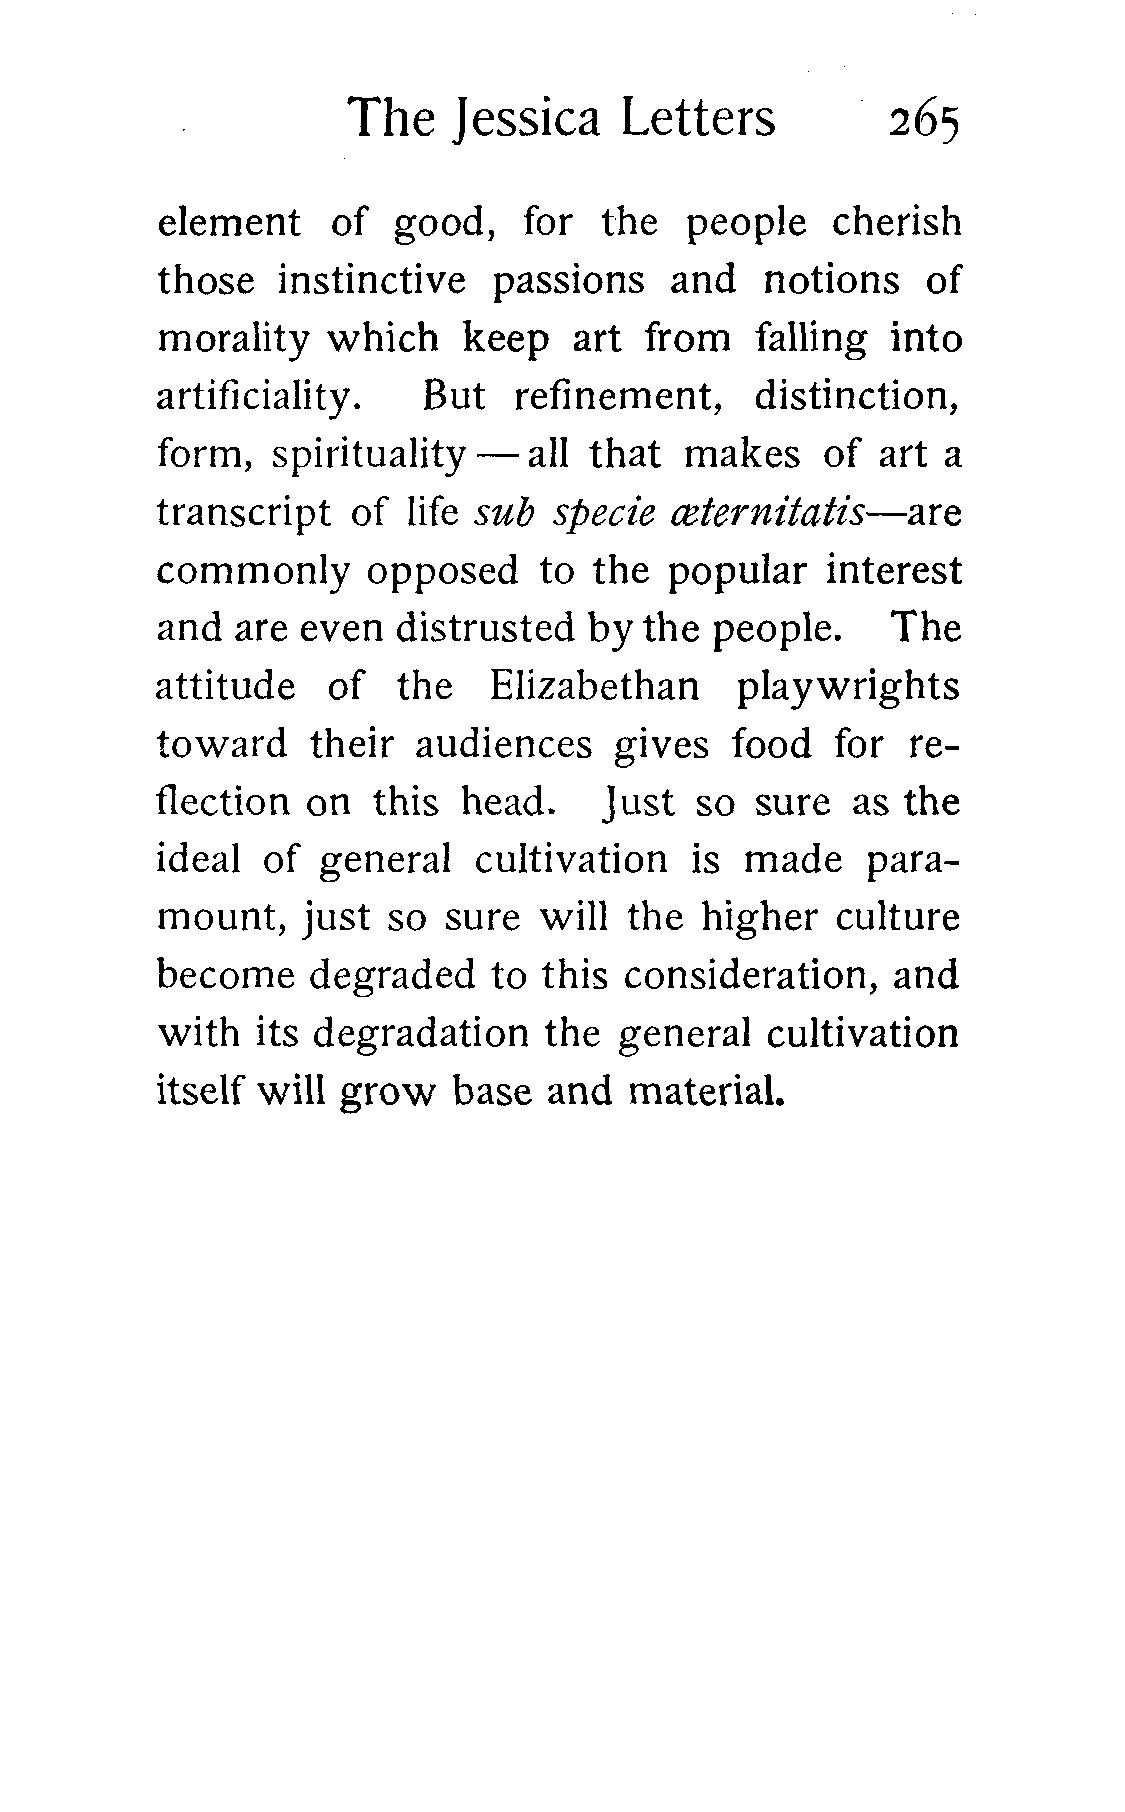 The Jessica Letters 265
element of good, for the people cherish
those instinctive passions and notions of
morality which keep art from falling into
artificiality. But refinement, distinction,
form, spirituality — all that makes of art a
transcript of life sub specie æternitatis—are
commonly opposed to the popular interest
and are even distrusted by the people. The
attitude of the Elizabethan playwrights
toward their audiences gives food for re-
flection on this head. Just so sure as the
ideal of general cultivation is made para-
mount, just so sure will the higher culture
become degraded to this consideration, and
with its degradation the general cultivation
itself will grow base and material.